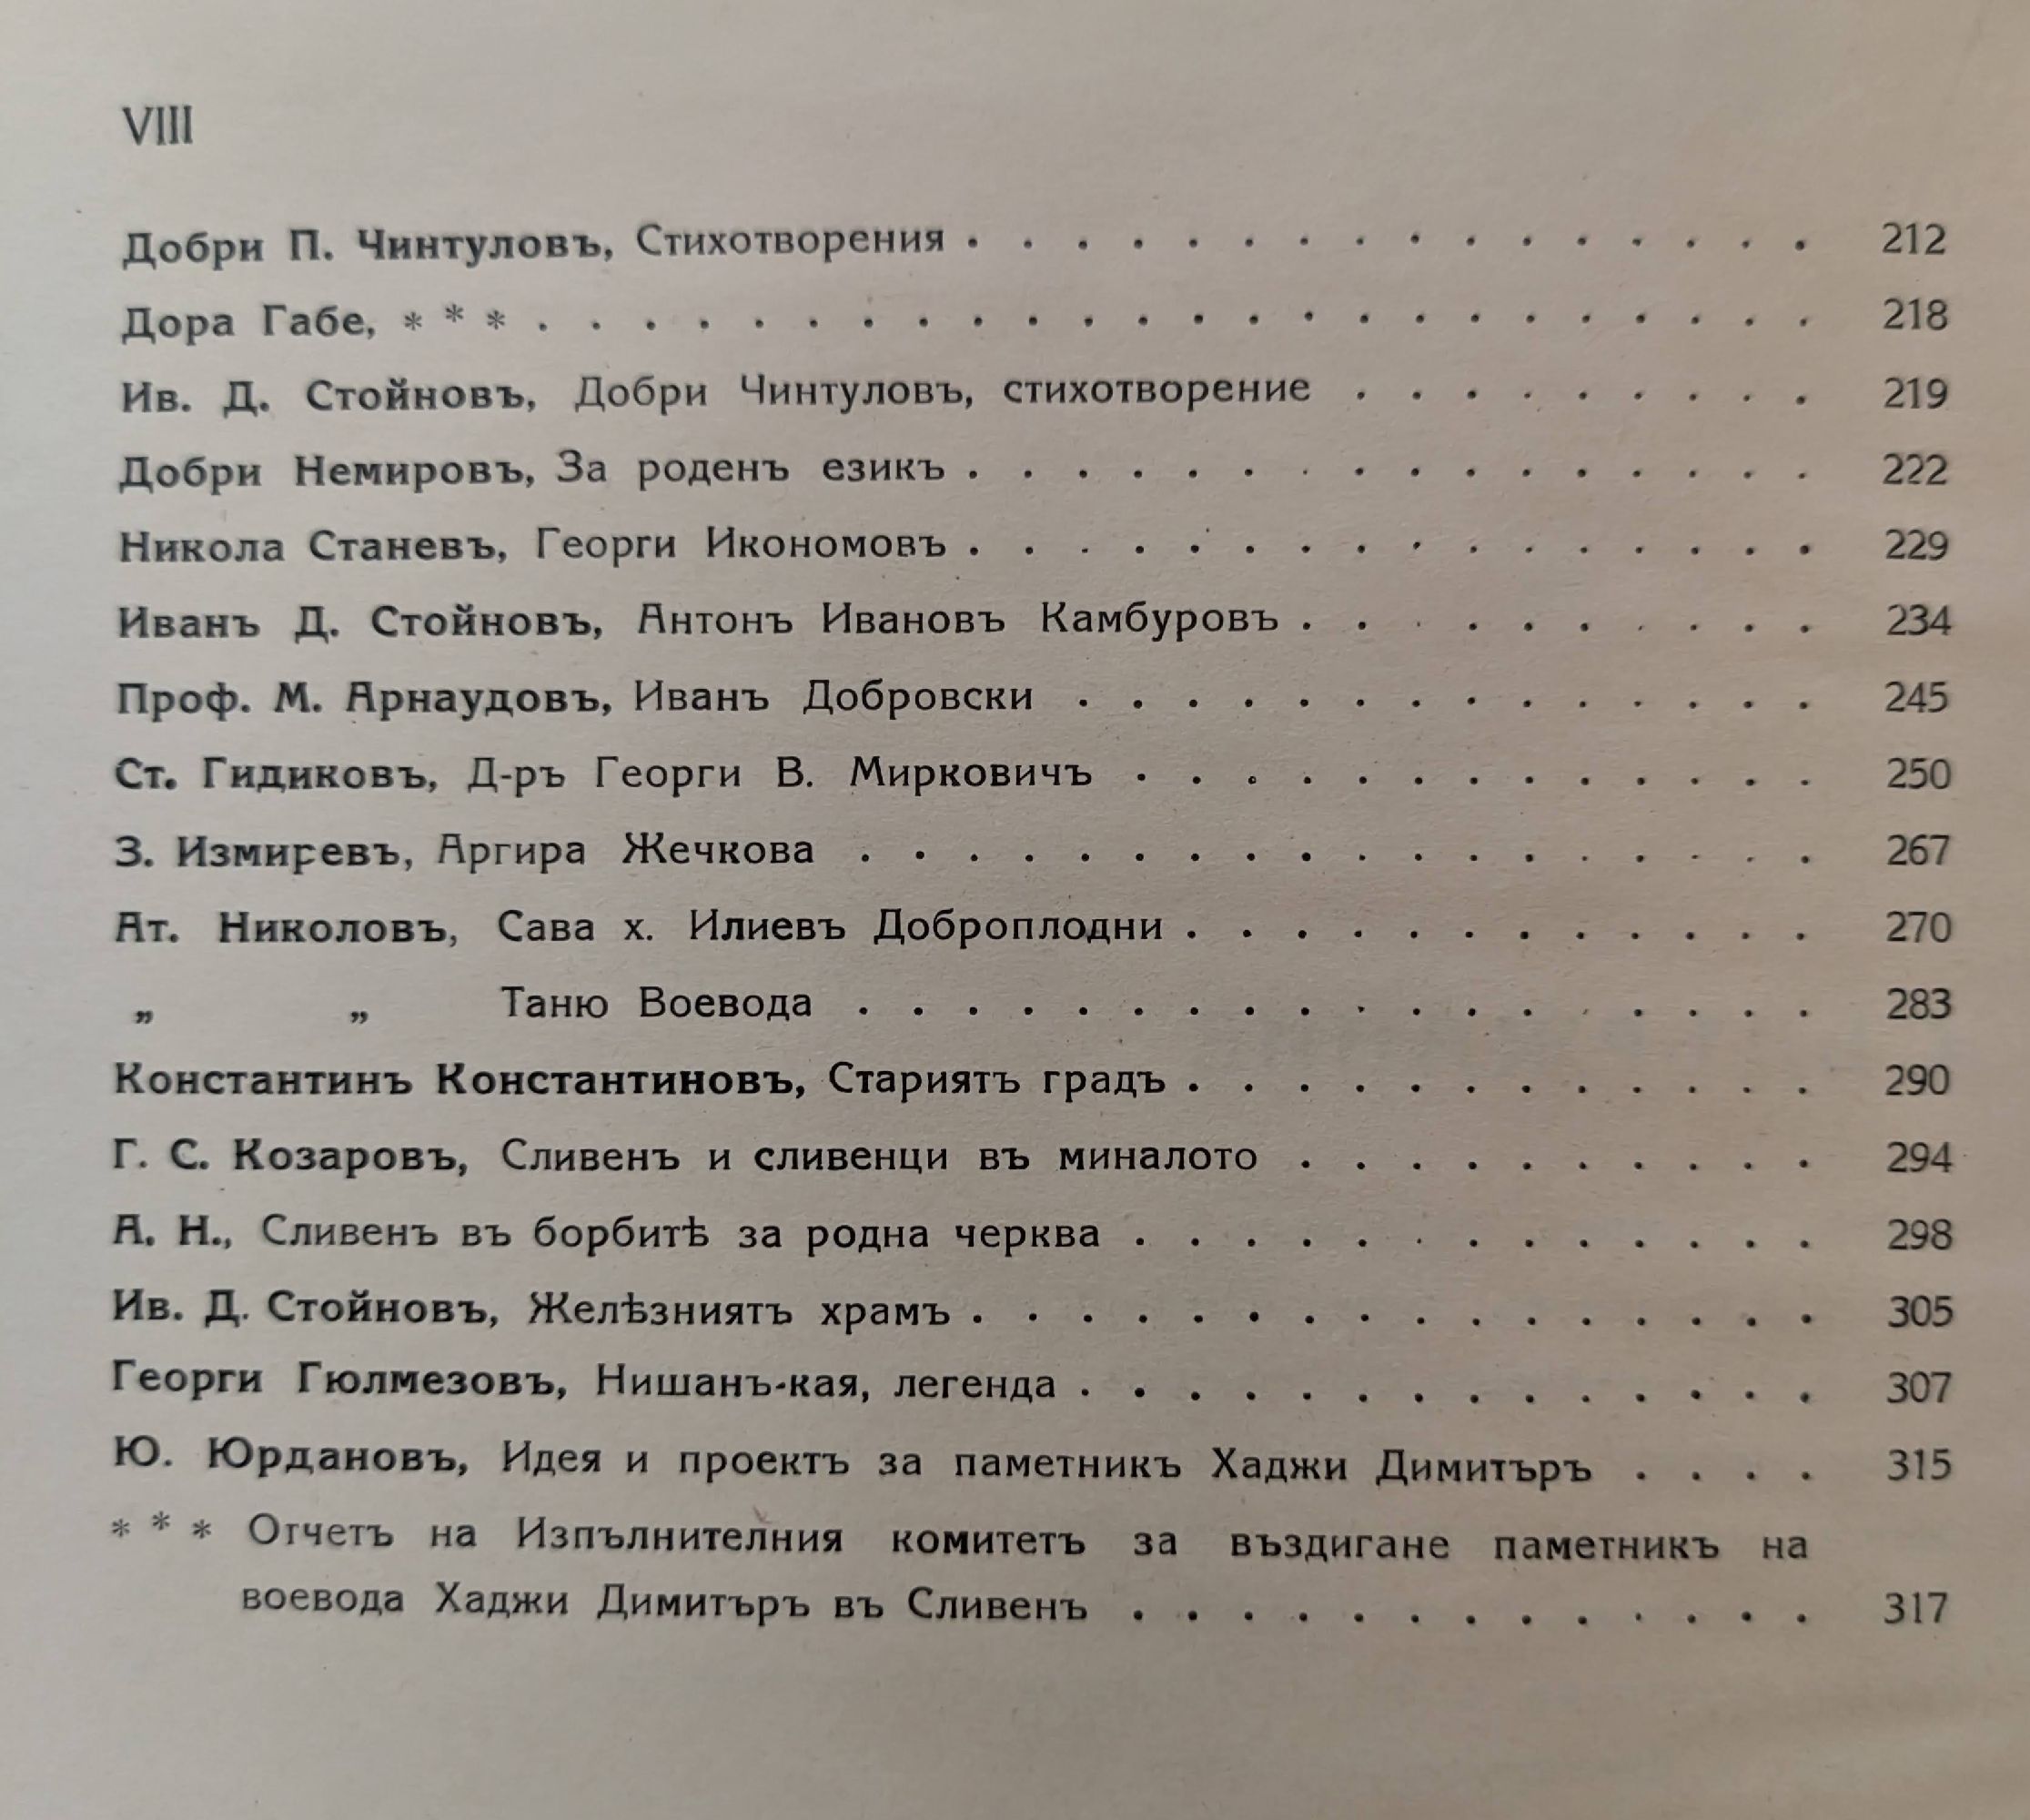 VIII
Добри П. Чинтуловъ, Стихотворения . . . . . . . . . . . . . . . . 212
Дора Габе, * * * . . . . . . . . . . . . . . . . . . . . . . . . 218
Ив. Д. Стойновъ, Добри Чинтуловъ, стихотворение . . . . . . . . . 219
Добри Немировъ, За роденъ езикъ . . . . . . . . . . . . . . . . 222
Никола Станевъ, Георги Икономовъ . . . . . . . . . . . . . . . . 229
Иванъ Д. Стойновъ, Антонъ Ивановъ Камбуровъ . . . . . . . . . . 234
Проф. М. Арнаудовъ, Иванъ Добровски . . . . . . . . . . . . . . 245
Ст. Гидиковъ, Д-ръ Георги В. Мирковичъ . . . . . . . . . . . . . 250
З. Измиревъ, Аргира Жечкова . . . . . . . . . . . . . . . . . . 267
Ат. Николовъ, Сава х. Илиевъ Доброплодни . . . . . . . . . . . . 270
„ „ Таню Воевода . . . . . . . . . . . . . . . . . . 283
Константинъ Константиновъ, Стариятъ градъ . . . . . . . . . . . . 290
Г. С. Козаровъ, Сливенъ и сливенци въ миналото . . . . . . . . . . 294
А. Н., Сливенъ въ борбитѣ за родна черква . . . . . . . . . . . . . 298
Ив. Д. Стойновъ, Желѣзниятъ храмъ . . . . . . . . . . . . . . . . 305
Георги Гюлмезовъ, Нишанъ-кая, легенда . . . . . . . . . . . . . . 307
Ю. Юрдановъ, Идея и проектъ за паметникъ Хаджи Димитъръ . . . . 315
* * * Отчетъ на Изпълнителния комитетъ за въздигане паметникъ на
воевода Хаджи Димитъръ въ Сливенъ . . . . . . . . . . . . . 317